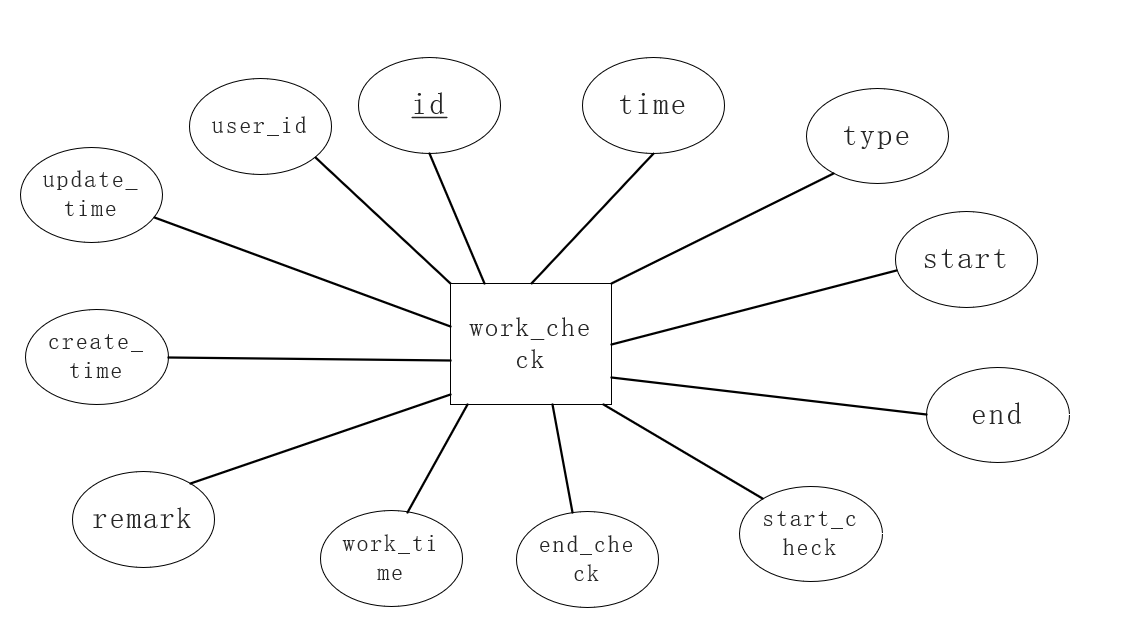 id
time
user_id
type
update_
time
start
work_che
ck
create_
time
end
remark
start_c
heck
work_ti
me
end_che
ck